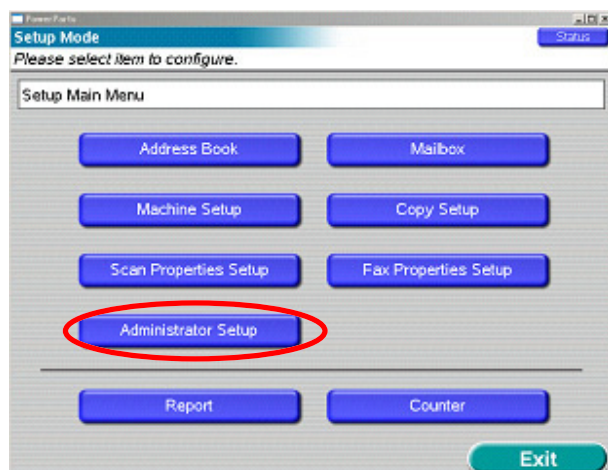 PowerParts
Setup Mode
Status
Please select item to configure.
Setup Main Menu
Address Book
Mailbox
Machine Setup
Copy Setup
Scan Properties Setup
Fax Properties Setup
Administrator Setup
Report
Counter
Exit